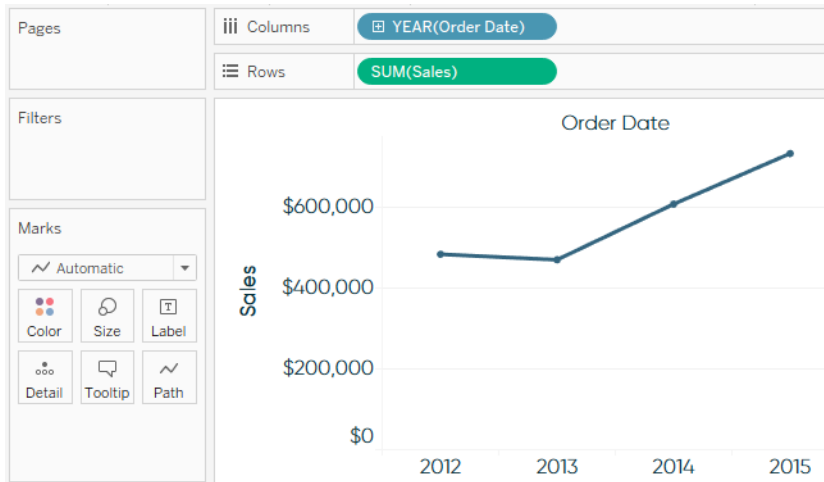 Pages
Columns
YEAR(Order Date)
Rows
SUM(Sales)
Filters
Marks
Automatic
Color
Size
Label
Detail
Tooltip
Path
Order Date
Sales
$600,000
$400,000
$200,000
$0
2012
2013
2014
2015